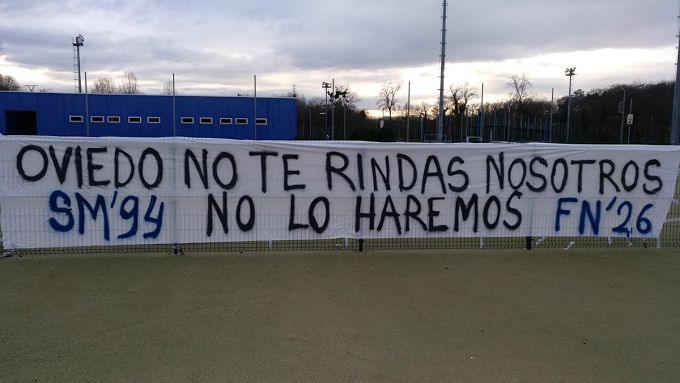 OVIEDO NO TE RINDAS NOSOTROS
SM'94 NO LO HAREMOS FN'26